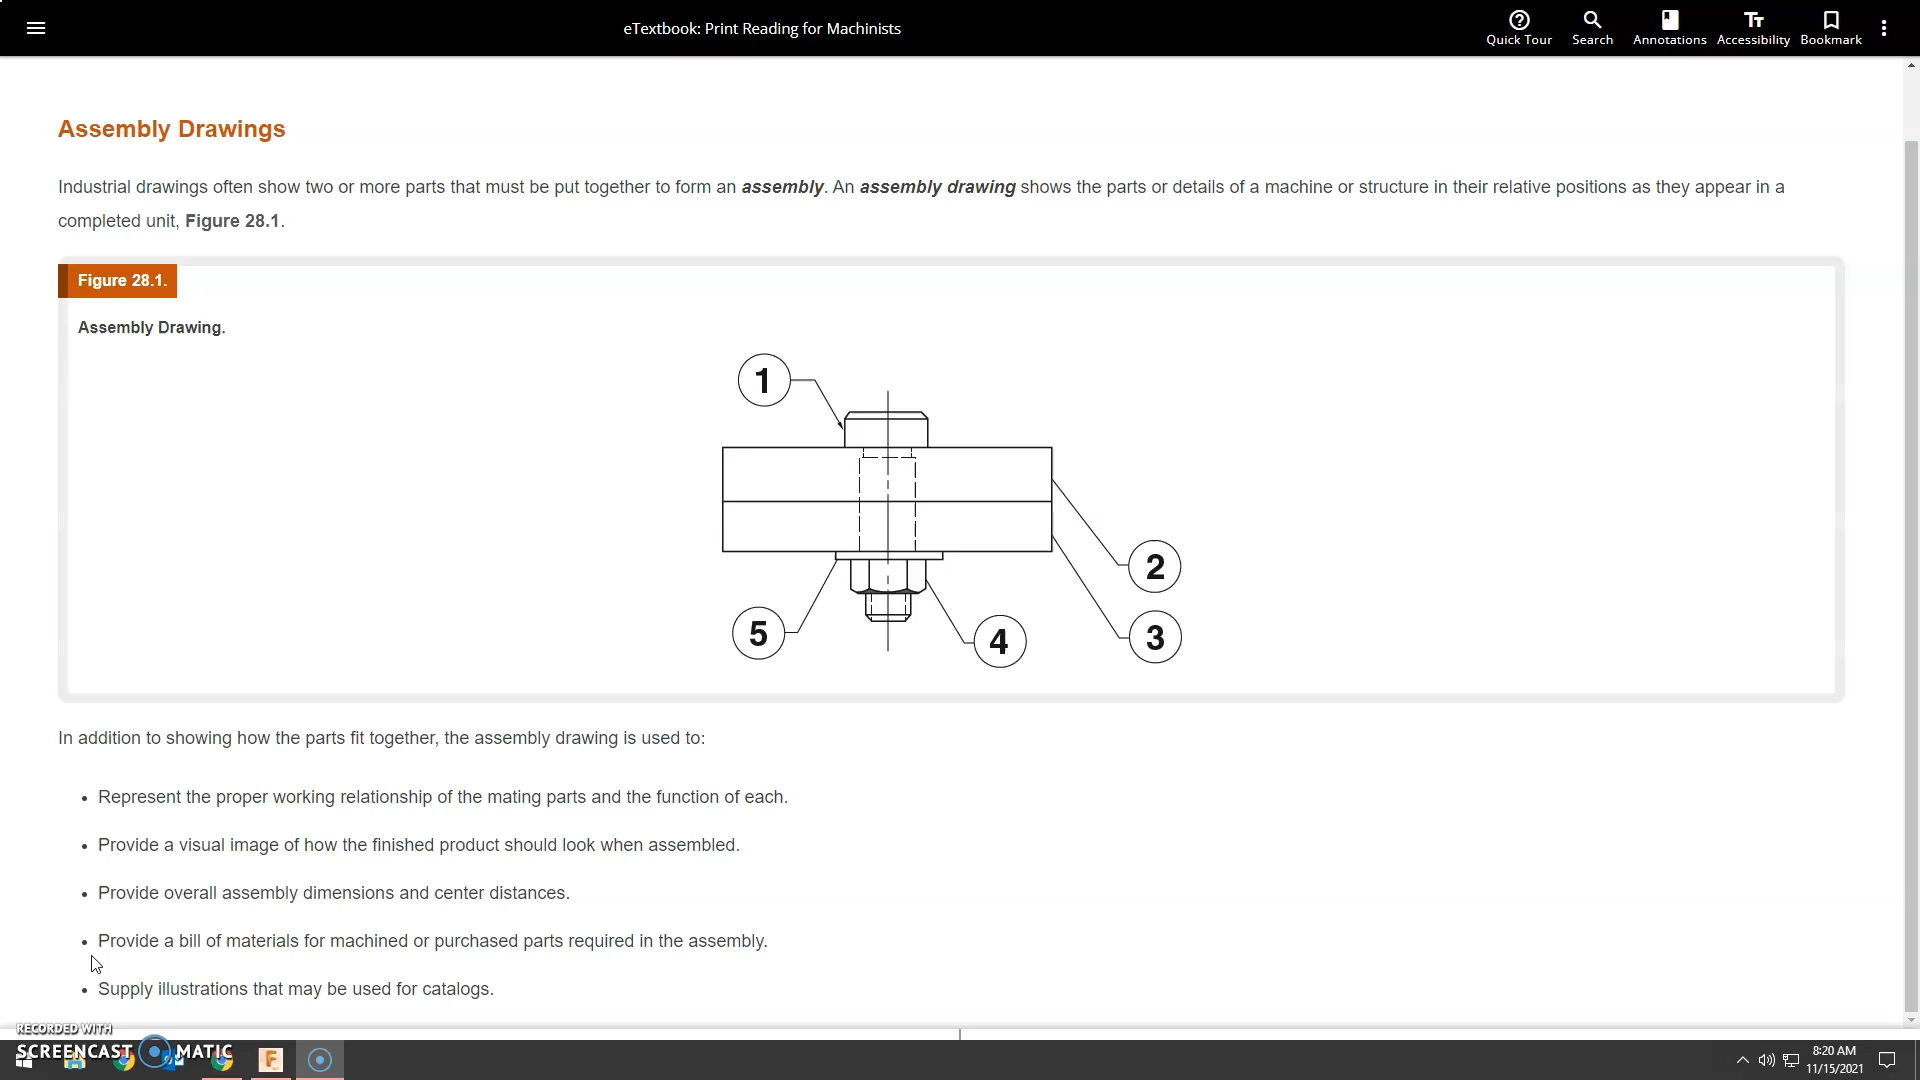 eTextbook: Print Reading for Machinists
Quick Tour
Search
Annotations
Accessibility
Bookmark
Assembly Drawings
Industrial drawings often show two or more parts that must be put together to form an assembly. An assembly drawing shows the parts or details of a machine or structure in their relative positions as they appear in a
completed unit, Figure 28.1.
Figure 28.1.
Assembly Drawing.
1
2
3
4
5
In addition to showing how the parts fit together, the assembly drawing is used to:
• Represent the proper working relationship of the mating parts and the function of each.
• Provide a visual image of how the finished product should look when assembled.
• Provide overall assembly dimensions and center distances.
• Provide a bill of materials for machined or purchased parts required in the assembly.
• Supply illustrations that may be used for catalogs.
RECORDED WITH
SCREENCAST MATIC
F
8:20 AM
11/15/2021